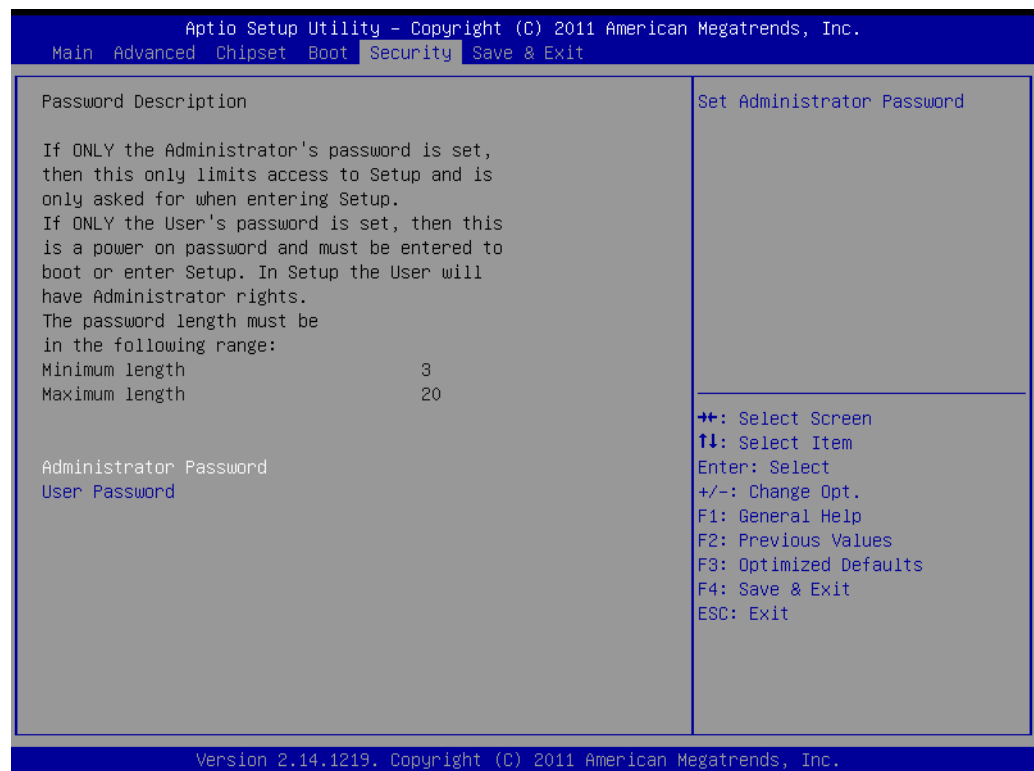 Aptio Setup Utility – Copyright (C) 2011 American Megatrends, Inc.
Main Advanced Chipset Boot Security Save & Exit
Password Description
If ONLY the Administrator's password is set,
then this only limits access to Setup and is
only asked for when entering Setup.
If ONLY the User's password is set, then this
is a power on password and must be entered to
boot or enter Setup. In Setup the User will
have Administrator rights.
The password length must be
in the following range:
Minimum length 3
Maximum length 20
Administrator Password
User Password
Set Administrator Password
→←: Select Screen
↑↓: Select Item
Enter: Select
+/-: Change Opt.
F1: General Help
F2: Previous Values
F3: Optimized Defaults
F4: Save & Exit
ESC: Exit
Version 2.14.1219. Copyright (C) 2011 American Megatrends, Inc.